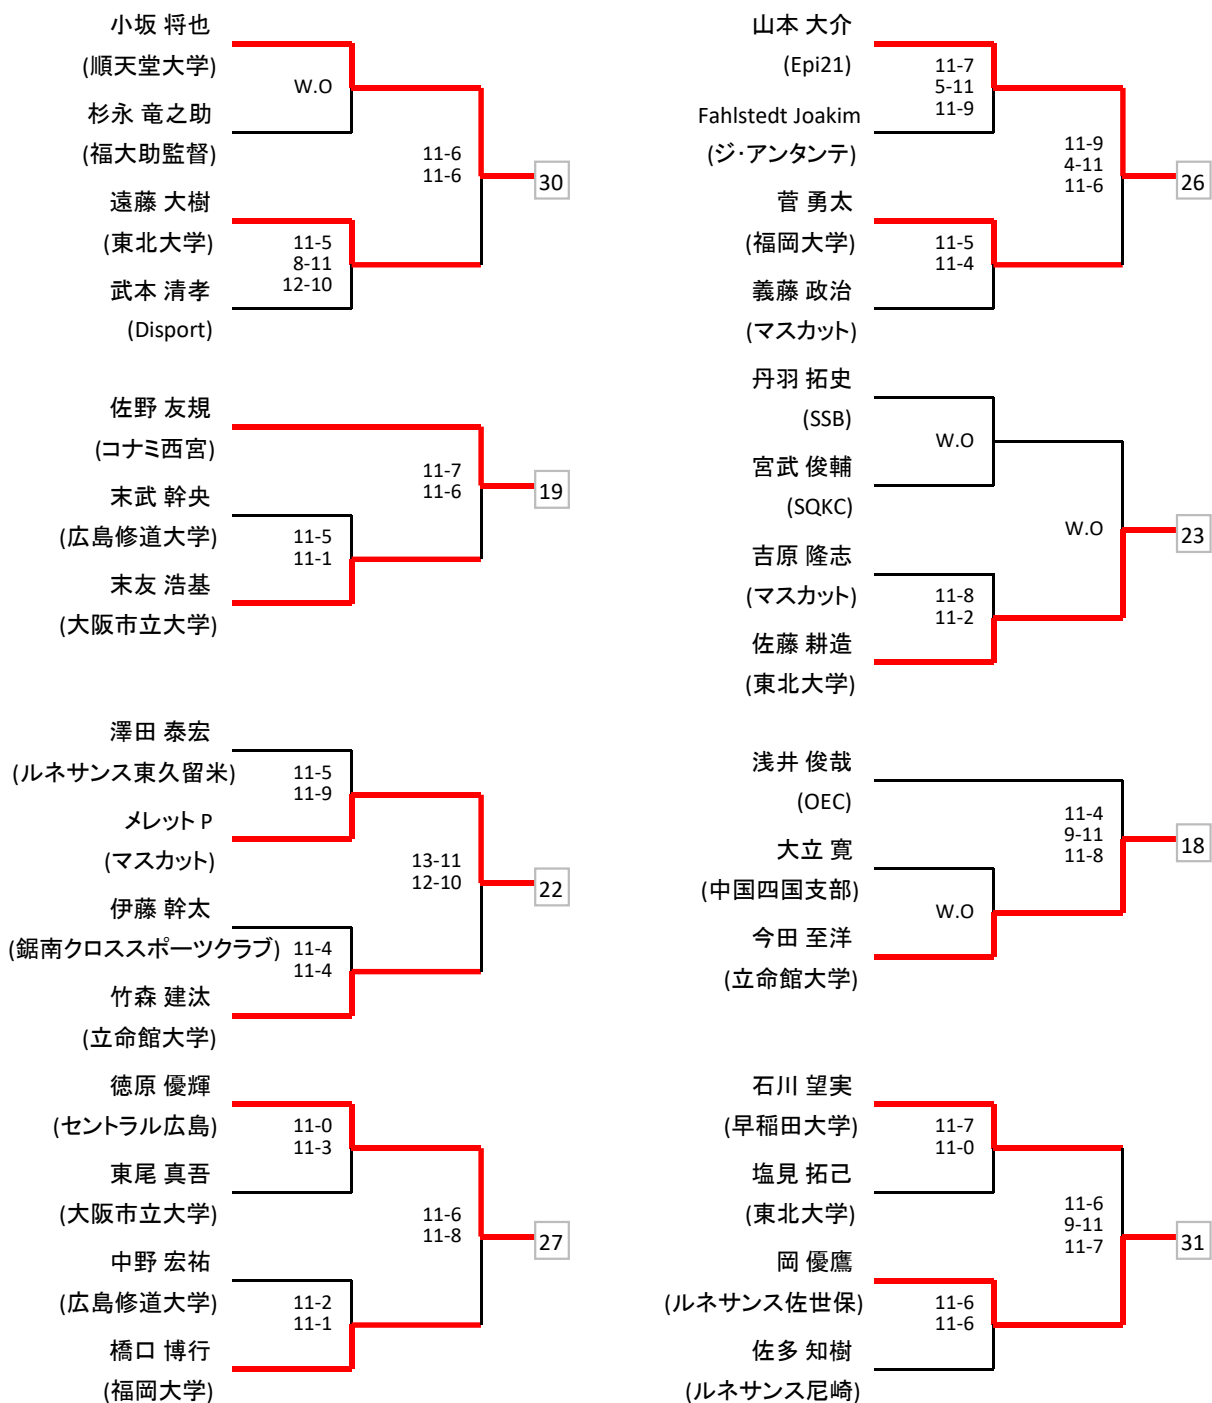 小坂 将也
(順天堂大学)
W.O
杉永 竜之助
(福大助監督)
11-6
11-6
30
遠藤 大樹
(東北大学)
11-5
8-11
12-10
武本 清孝
(Disport)
佐野 友規
(コナミ西宮)
11-7
11-6
19
末武 幹央
(広島修道大学)
11-5
11-1
末友 浩基
(大阪市立大学)
澤田 泰宏
(ルネサンス東久留米)
11-5
11-9
メレット P
(マスカット)
13-11
12-10
22
伊藤 幹太
(鋸南クロススポーツクラブ)
11-4
11-4
竹森 建汰
(立命館大学)
徳原 優輝
(セントラル広島)
11-0
11-3
東尾 真吾
(大阪市立大学)
11-6
11-8
27
中野 宏祐
(広島修道大学)
11-2
11-1
橋口 博行
(福岡大学)
山本 大介
(Epi21)
11-7
5-11
11-9
Fahlstedt Joakim
(ジ・アンタンテ)
11-9
4-11
11-6
26
菅 勇太
(福岡大学)
11-5
11-4
義藤 政治
(マスカット)
丹羽 拓史
(SSB)
W.O
宮武 俊輔
(SQKC)
W.O
23
吉原 隆志
(マスカット)
11-8
11-2
佐藤 耕造
(東北大学)
浅井 俊哉
(OEC)
11-4
9-11
11-8
18
大立 寛
(中国四国支部)
W.O
今田 至洋
(立命館大学)
石川 望実
(早稲田大学)
11-7
11-0
塩見 拓己
(東北大学)
11-6
9-11
11-7
31
岡 優鷹
(ルネサンス佐世保)
11-6
11-6
佐多 知樹
(ルネサンス尼崎)